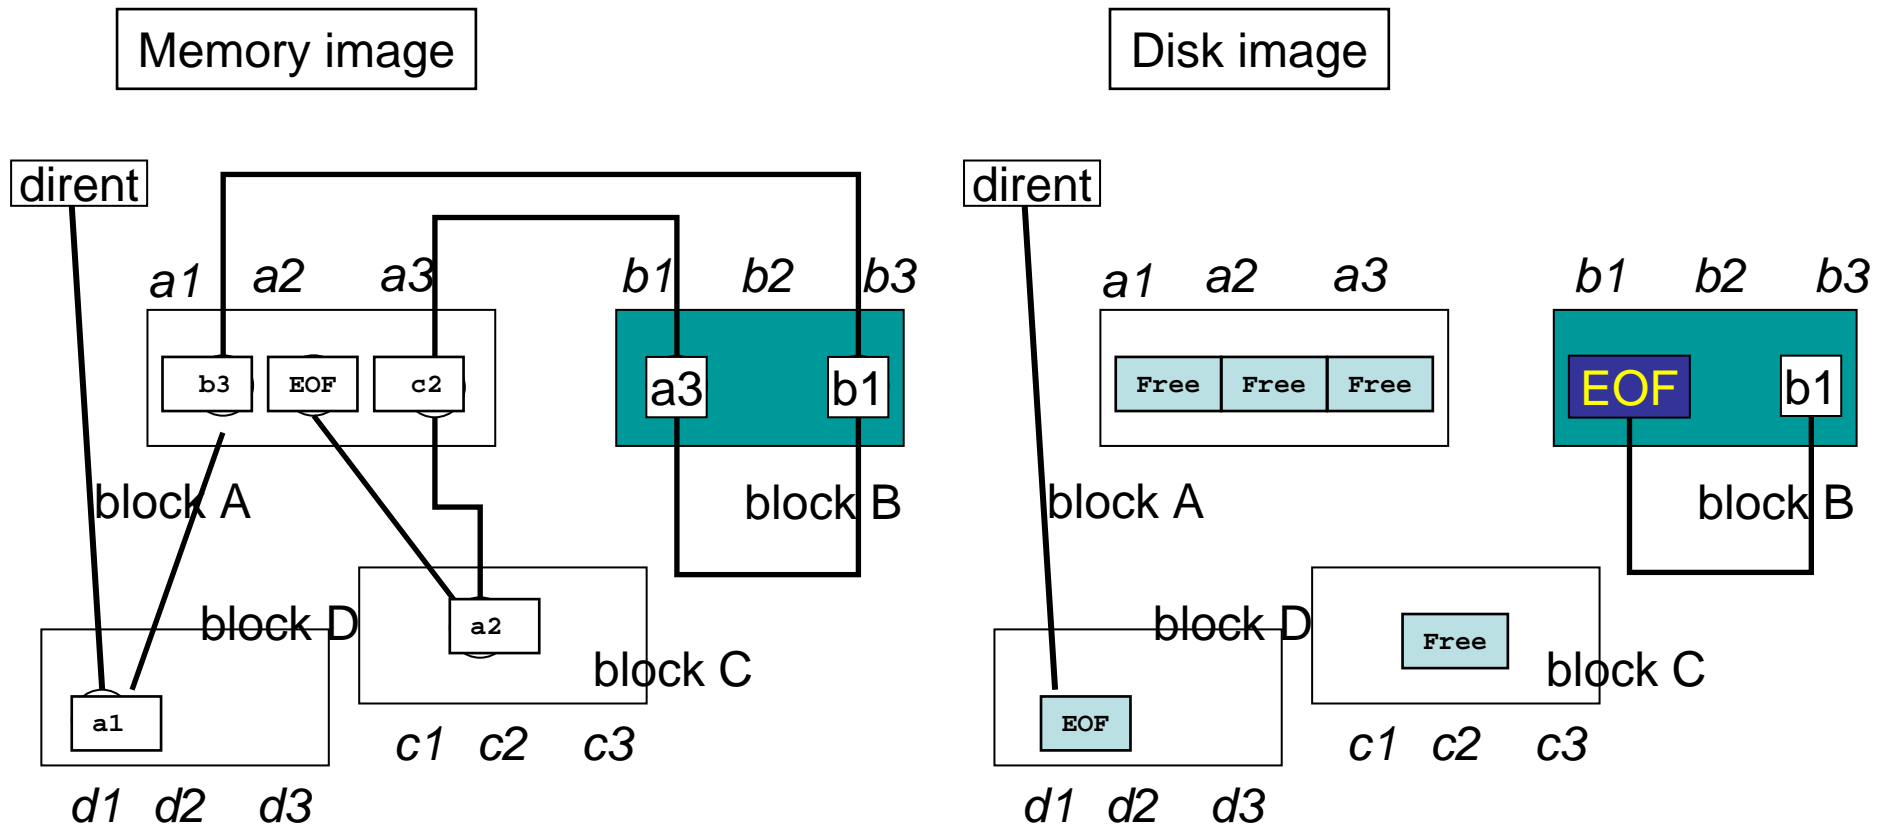 Memory image
Disk image
dirent
dirent
a1 a2 a3 b1 b2 b3
a1 a2 a3 b1 b2 b3
b3 EOF c2 a3 b1
Free Free Free EOF b1
block A block B
block A block B
block D
block D
a2
Free
block C
block C
a1
EOF
c1 c2 c3
c1 c2 c3
d1 d2 d3
d1 d2 d3